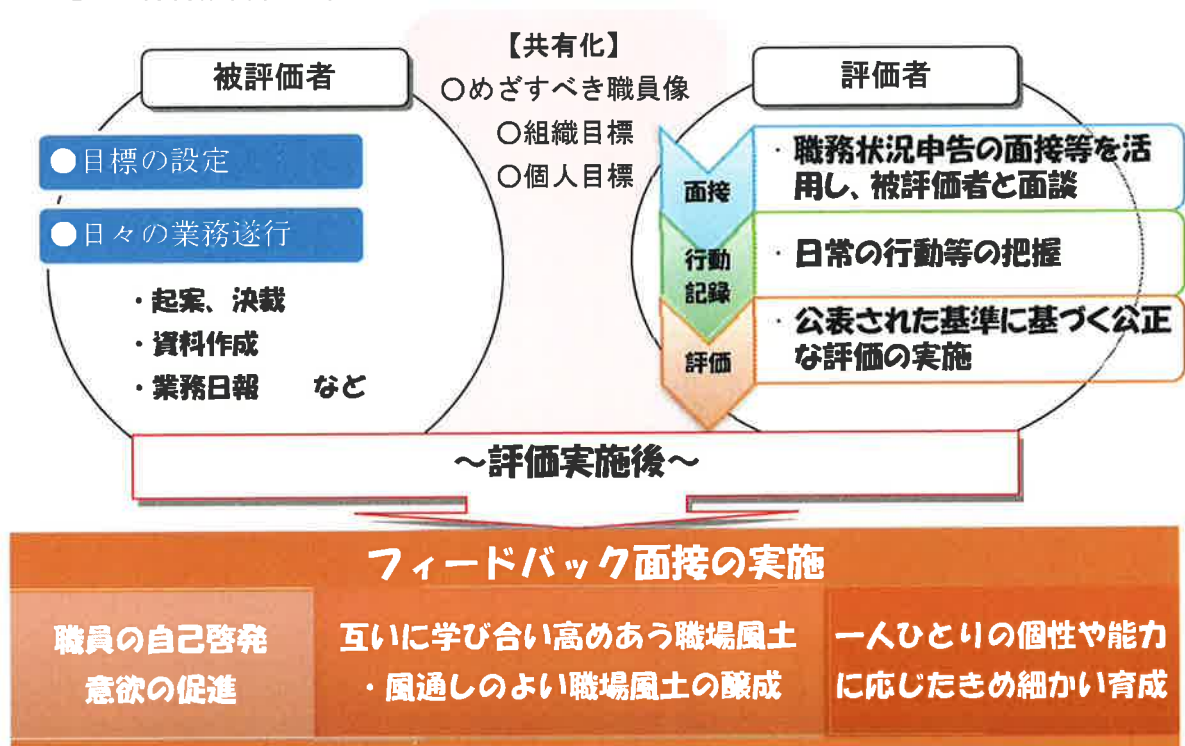 被評価者
●目標の設定
●日々の業務遂行
・起案、決裁
・資料作成
・業務日報　など
【共有化】
○めざすべき職員像
○組織目標
○個人目標
評価者
面接
・職務状況申告の面接等を活
用し、被評価者と面談
行動
記録
・日常の行動等の把握
評価
・公表された基準に基づく公正
な評価の実施
～評価実施後～
フィードバック面接の実施
職員の自己啓発
意欲の促進
互いに学び合い高めあう職場風土
・風通しのよい職場風土の醸成
一人ひとりの個性や能力
に応じたきめ細かい育成